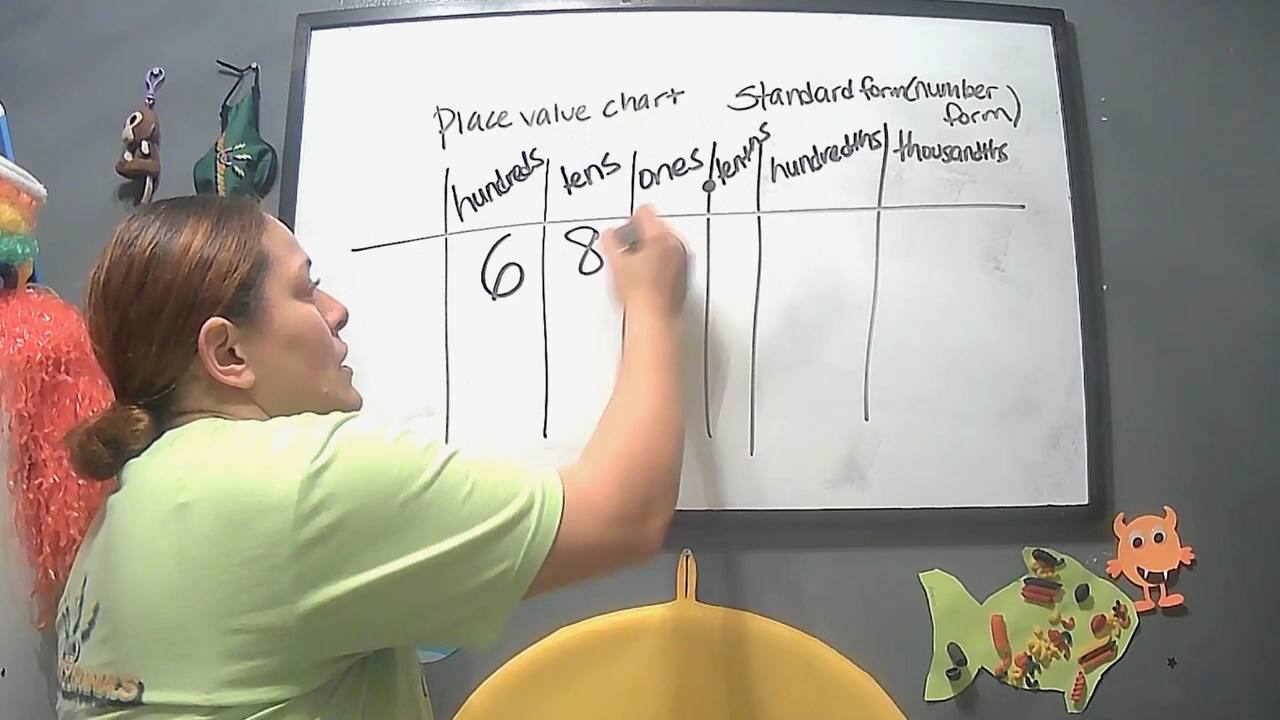 Place value chart Standard form(number form)
hundreds tens ones tenths hundredths thousandths
6 8